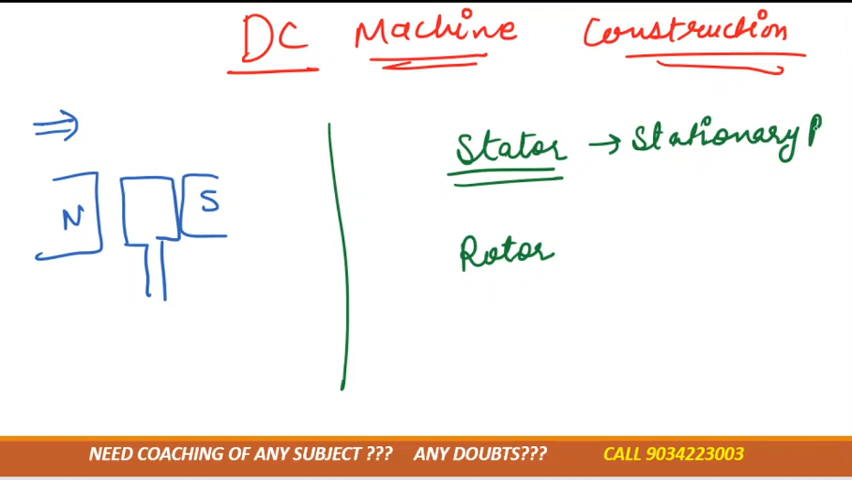 DC Machine Construction
⇒
N S
Stator → Stationary P
Rotor
NEED COACHING OF ANY SUBJECT ??? ANY DOUBTS??? CALL 9034223003